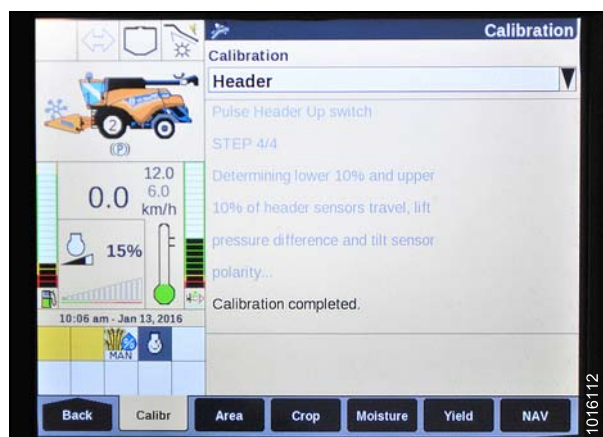 Calibration
Calibration
Header
Pulse Header Up switch
STEP 4/4
Determining lower 10% and upper
10% of header sensors travel, lift
pressure difference and tilt sensor
polarity...
Calibration completed.
2
(P)
12.0
0.0 6.0
km/h
15%
10:06 am - Jan 13, 2016
MAN
Back Calibr Area Crop Moisture Yield NAV
1016112